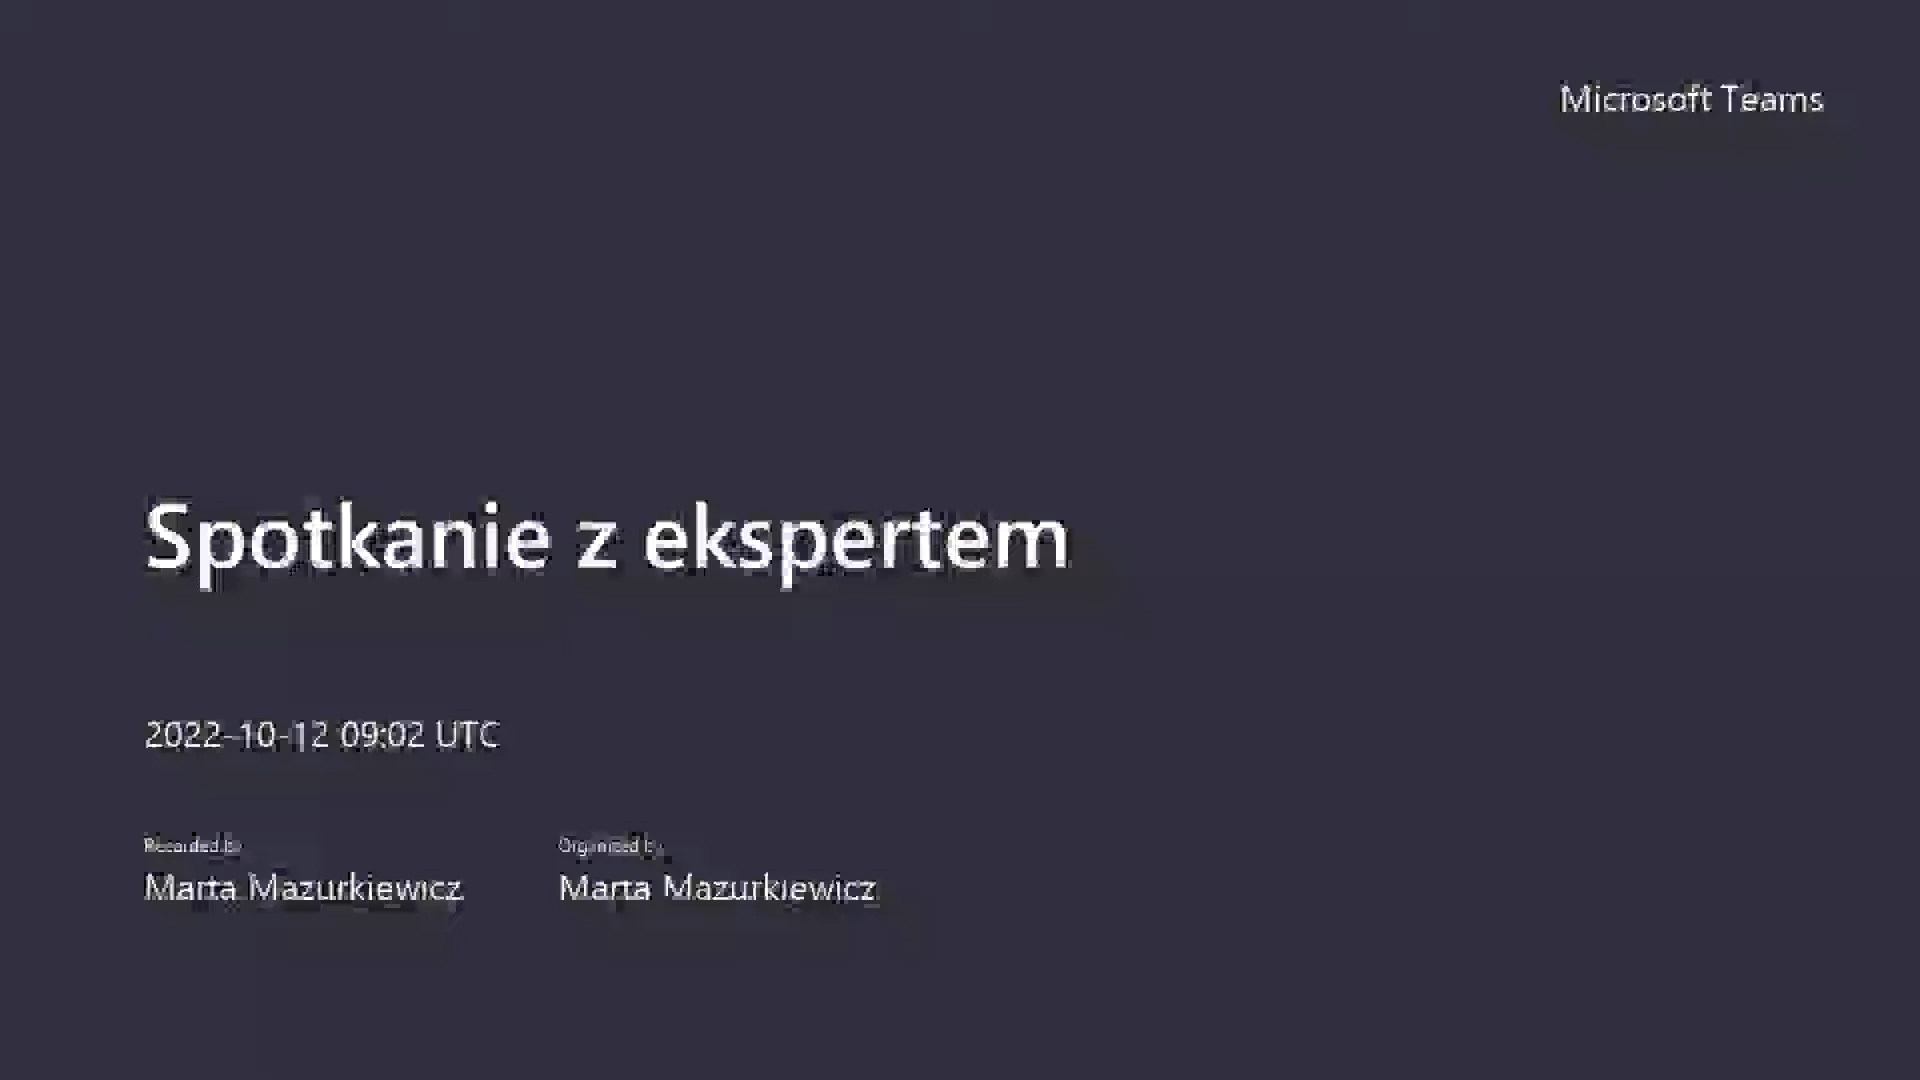 Microsoft Teams
Spotkanie z ekspertem
2022-10-12 09:02 UTC
Recorded by
Organized by
Marta Mazurkiewicz
Marta Mazurkiewicz